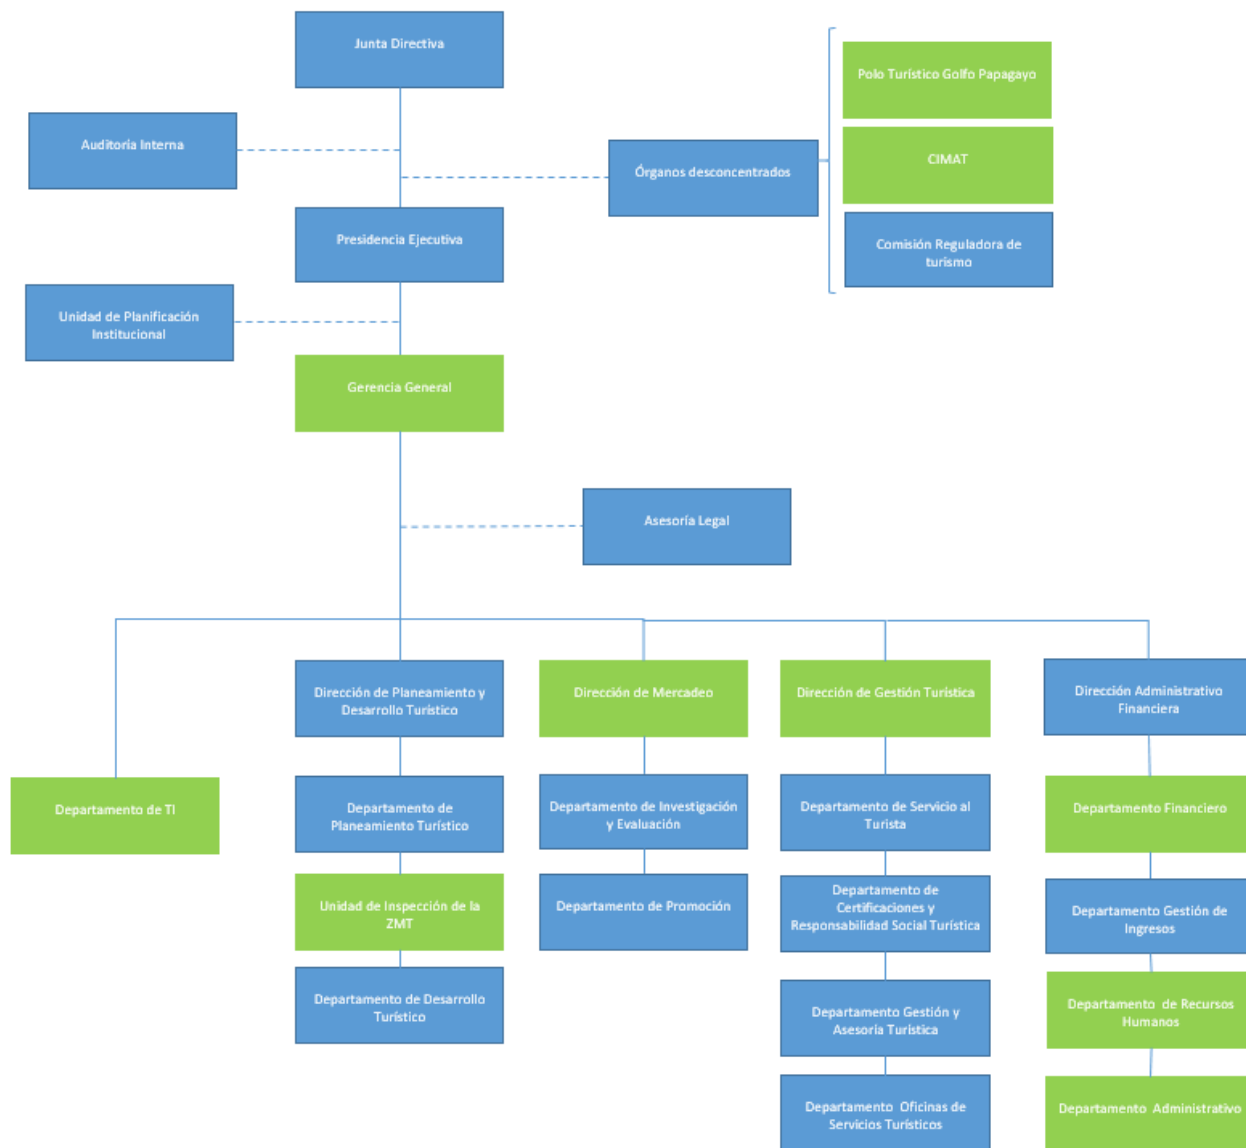 Junta Directiva
Polo Turístico Golfo Papagayo
Auditoría Interna
Órganos desconcentrados
CIMAT
Presidencia Ejecutiva
Comisión Reguladora de
turismo
Unidad de Planificación
Institucional
Gerencia General
Asesoría Legal
Dirección de Planeamiento y
Desarrollo Turístico
Dirección de Mercadeo
Dirección de Gestión Turística
Dirección Administrativo
Financiera
Departamento de TI
Departamento de
Planeamiento Turístico
Departamento de Investigación
y Evaluación
Departamento de Servicio al
Turista
Departamento Financiero
Unidad de Inspección de la
ZMT
Departamento de Promoción
Departamento de
Certificaciones y
Responsabilidad Social Turística
Departamento Gestión de
Ingresos
Departamento de Desarrollo
Turístico
Departamento Gestión y
Asesoría Turística
Departamento  de Recursos
Humanos
Departamento  Oficinas de
Servicios Turísticos
Departamento  Administrativo